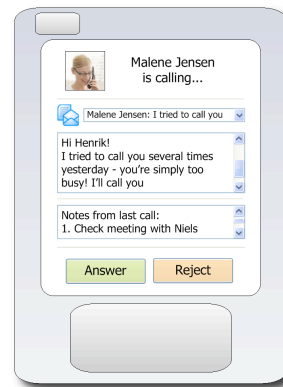 Malene Jensen
is calling...
Malene Jensen: I tried to call you
Hi Henrik!
I tried to call you several times
yesterday - you're simply too
busy! I'll call you
Notes from last call:
1. Check meeting with Niels
Answer
Reject